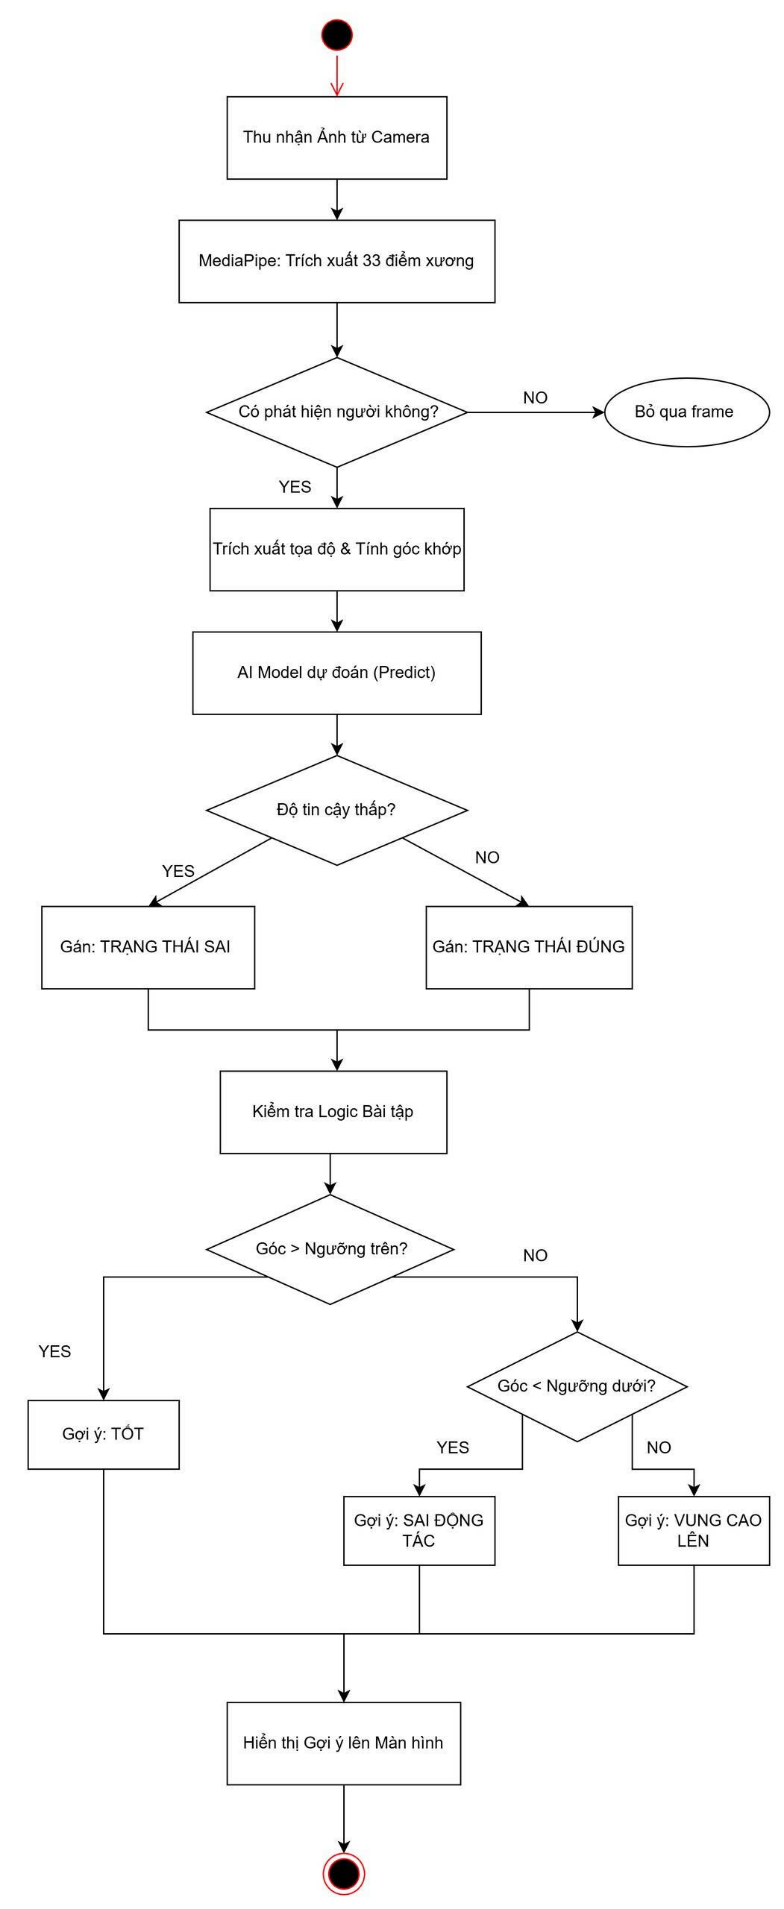 Thu nhận Ảnh từ Camera
MediaPipe: Trích xuất 33 điểm xương
Có phát hiện người không?
NO
Bỏ qua frame
YES
Trích xuất tọa độ & Tính góc khớp
AI Model dự đoán (Predict)
Độ tin cậy thấp?
YES
NO
Gán: TRẠNG THÁI SAI
Gán: TRẠNG THÁI ĐÚNG
Kiểm tra Logic Bài tập
Góc > Ngưỡng trên?
NO
YES
Góc < Ngưỡng dưới?
Gợi ý: TỐT
YES
NO
Gợi ý: SAI ĐỘNG
TÁC
Gợi ý: VUNG CAO
LÊN
Hiển thị Gợi ý lên Màn hình